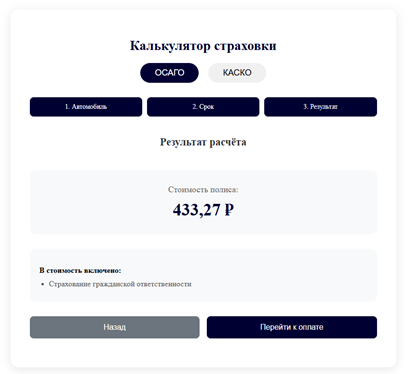 Калькулятор страховки
ОСАГО КАСКО
1. Автомобиль 2. Срок 3. Результат
Результат расчёта
Стоимость полиса:
433,27 ₽
В стоимость включено:
• Страхование гражданской ответственности
Назад Перейти к оплате